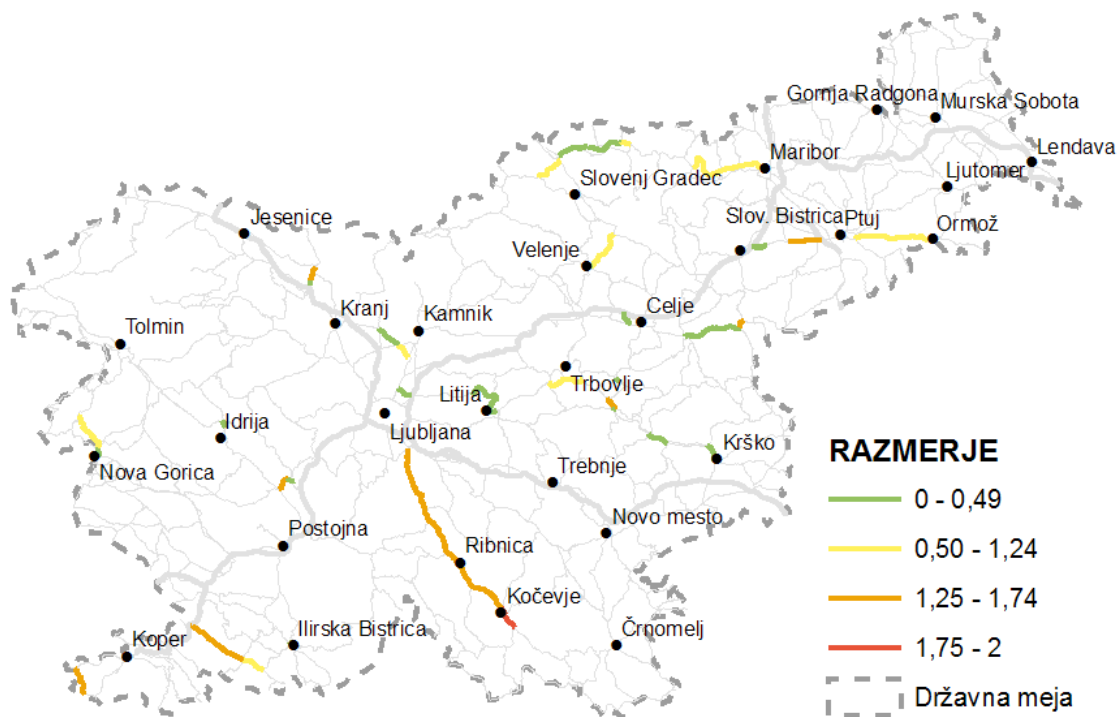 Gornja Radgona
Murska Sobota
Lendava
Maribor
Ljutomer
Slovenj Gradec
Slov. Bistrica
Ptuj
Ormož
Jesenice
Velenje
Kranj
Kamnik
Celje
Tolmin
Trbovlje
Litija
Idrija
Ljubljana
Krško
Nova Gorica
Trebnje
Novo mesto
Postojna
Ribnica
Kočevje
Koper
Ilirska Bistrica
Črnomelj
RAZMERJE
0 - 0,49
0,50 - 1,24
1,25 - 1,74
1,75 - 2
Državna meja